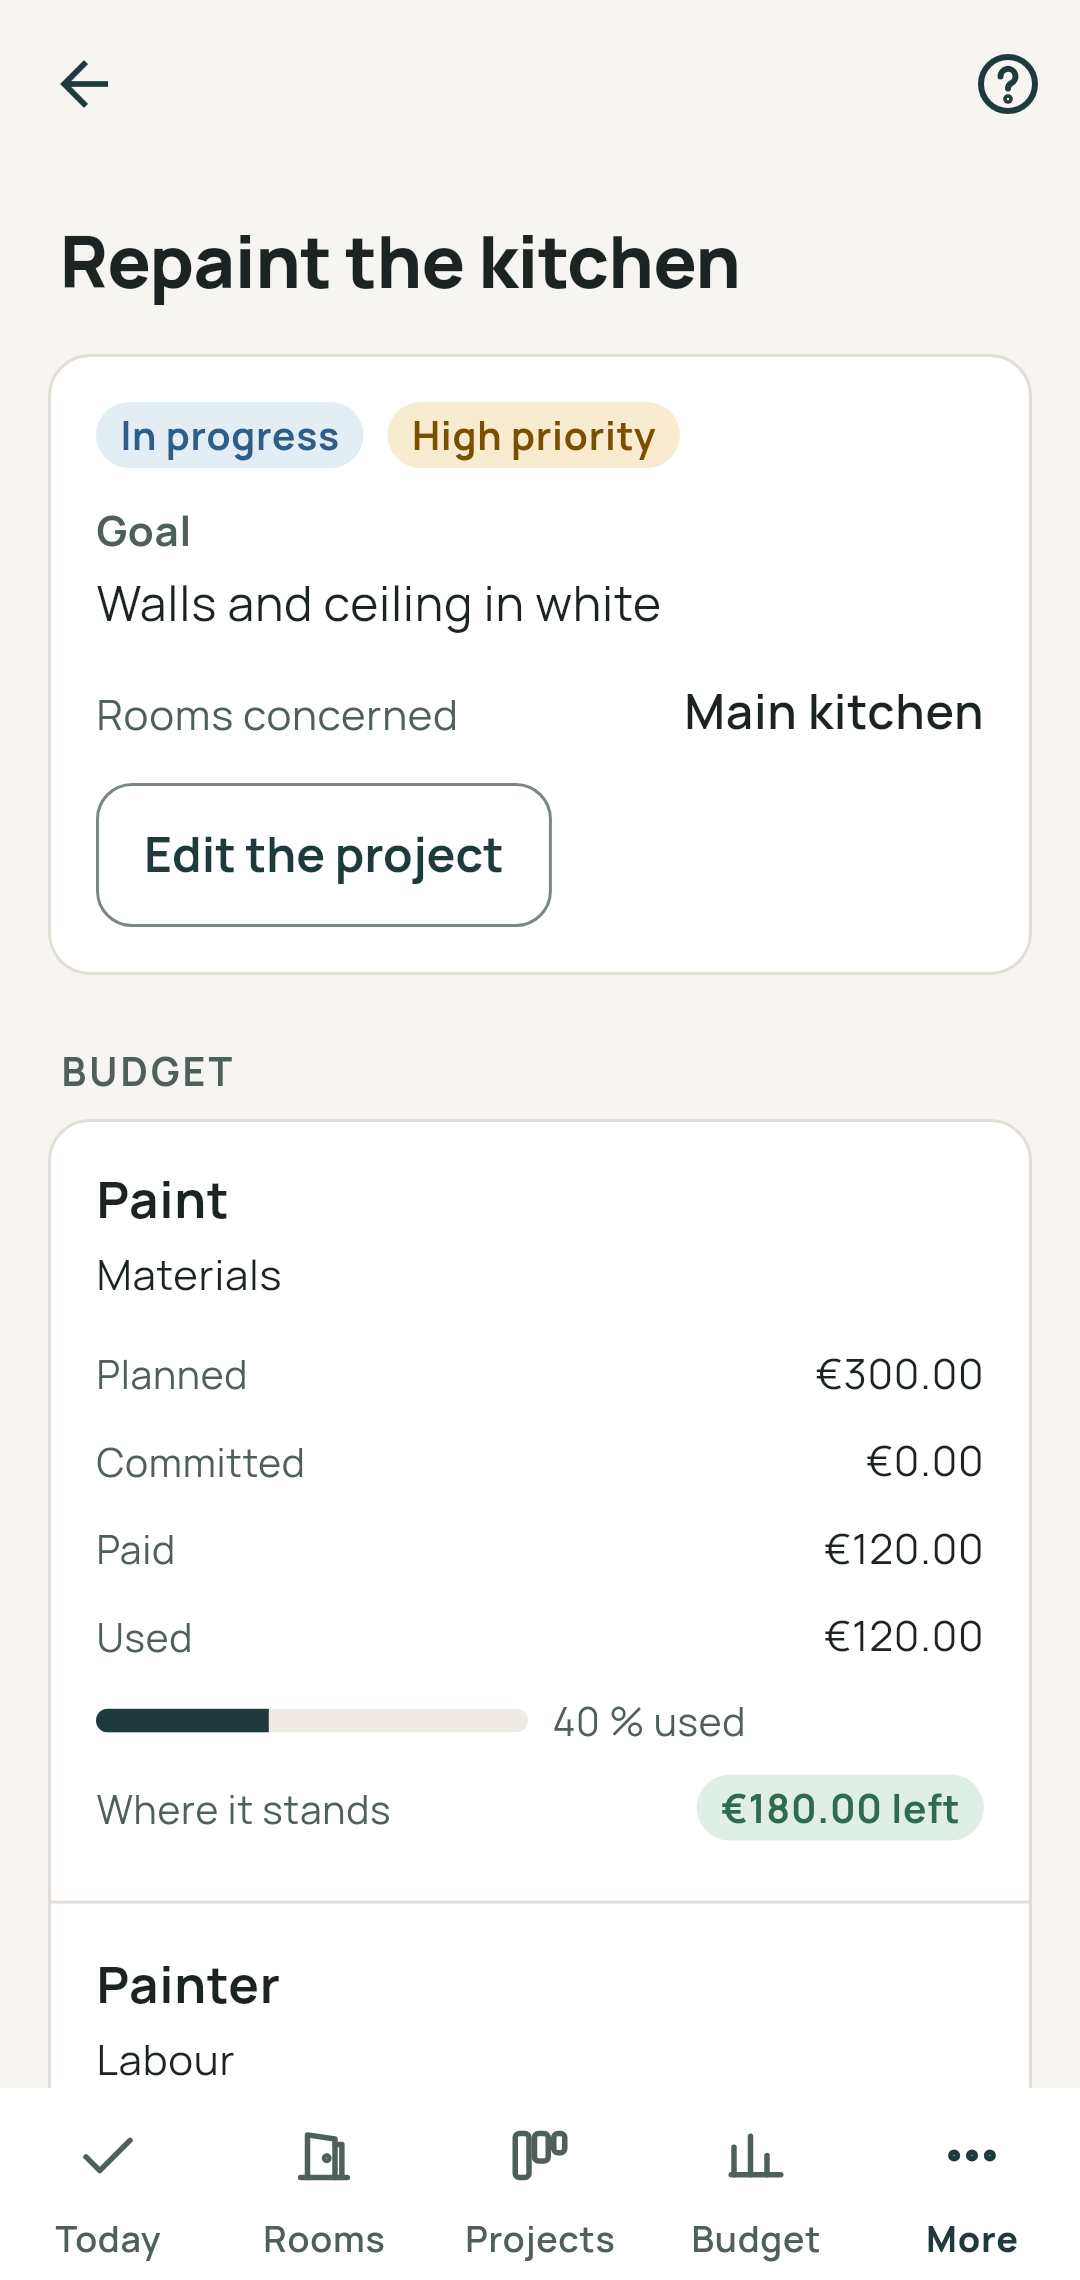 Repaint the kitchen
In progress
High priority
Goal
Walls and ceiling in white
Rooms concerned
Main kitchen
Edit the project
BUDGET
Paint
Materials
Planned
€300.00
Committed
€0.00
Paid
€120.00
Used
€120.00
40 % used
Where it stands
€180.00 left
Painter
Labour
Today
Rooms
Projects
Budget
More